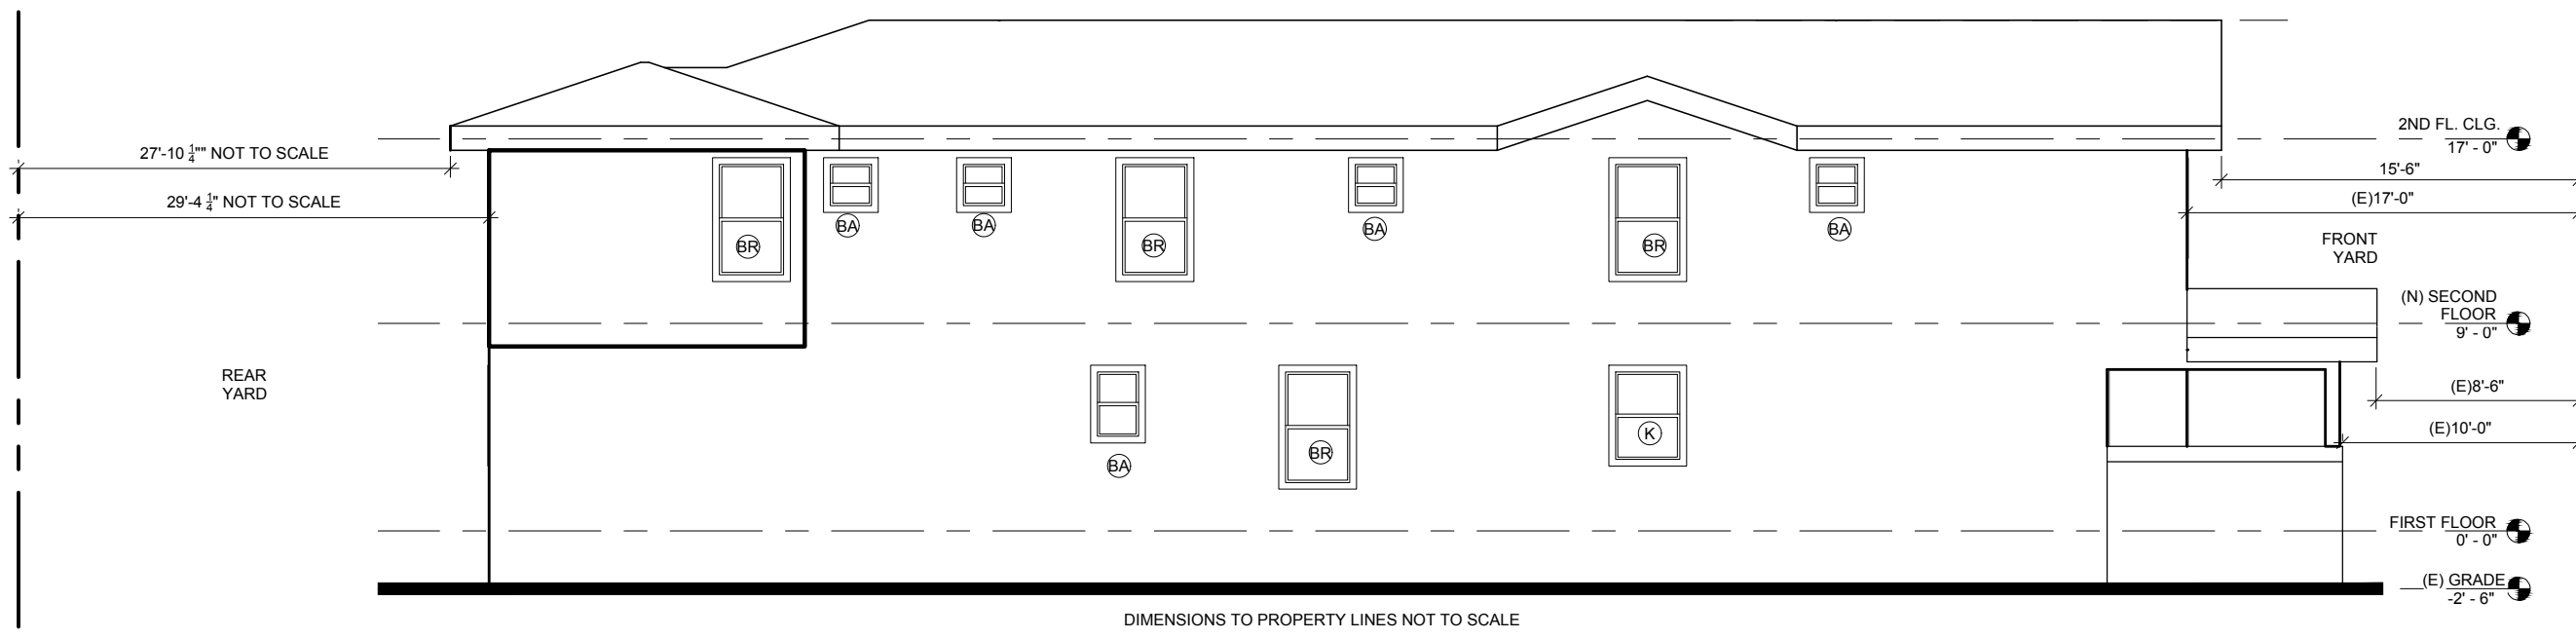 2ND FL. CLG.
17' - 0"
27'-10 1/4"" NOT TO SCALE
15'-6"
29'-4 1/4" NOT TO SCALE
(E)17'-0"
BR
BA
BA
BR
BA
BR
BA
FRONT
YARD
(N) SECOND
FLOOR
9' - 0"
REAR
YARD
(E)8'-6"
BA
BR
K
(E)10'-0"
FIRST FLOOR
0' - 0"
(E) GRADE
-2' - 6"
DIMENSIONS TO PROPERTY LINES NOT TO SCALE